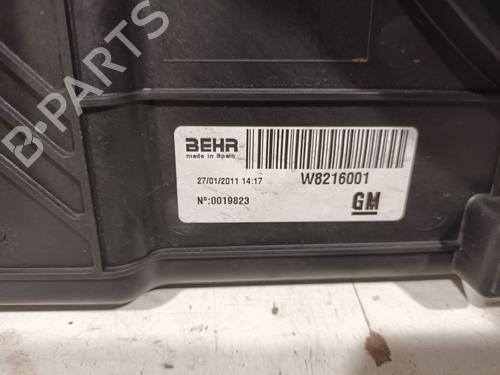 BEHR
made in Spain
27/01/2011 14:17
W8216001
Nº:0019823
GM
B-PARTS